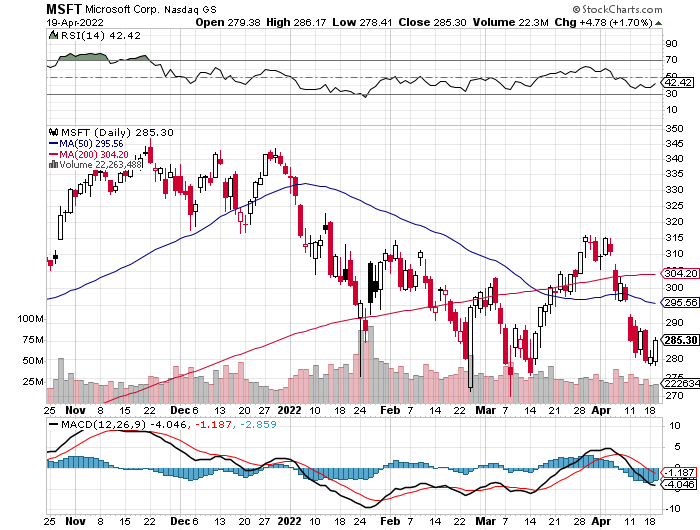 MSFT Microsoft Corp. Nasdaq GS © StockCharts.com
19-Apr-2022 Open 279.38 High 286.17 Low 278.41 Close 285.30 Volume 22.3M Chg +4.78 (+1.70%)
RSI(14) 42.42
90
70
50
42.42
30
10
MSFT (Daily) 285.30
MA(50) 295.56
MA(200) 304.20
Volume 22,263,488
350
345
340
335
330
325
320
315
310
304.20
300
295.56
290
285.30
280
275
270
100M
75M
50M
25M
222634
25 Nov 8 15 22 Dec 6 13 20 27 2022 10 18 24 Feb 7 14 22 Mar 7 14 21 28 Apr 11 18
MACD(12,26,9) -4.046, -1.187, -2.859
10
5
0
-1.187
-4.046
-10
25 Nov 8 15 22 Dec 6 13 20 27 2022 10 18 24 Feb 7 14 22 Mar 7 14 21 28 Apr 11 18